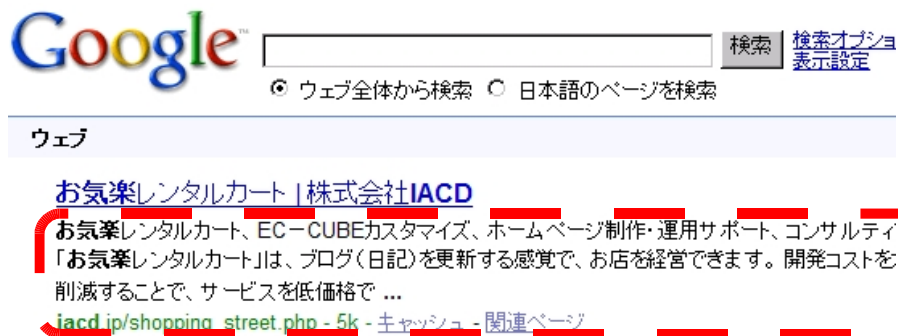 Google™
検索 検索オプショ
表示設定
ウェブ全体から検索 日本語のページを検索
ウェブ
お気楽レンタルカート | 株式会社IACD
お気楽レンタルカート、EC－CUBEカスタマイズ、ホームページ制作・運用サポート、コンサルティ
「お気楽レンタルカート」は、ブログ（日記）を更新する感覚で、お店を経営できます。開発コストを
削減することで、サービスを低価格で ...
iacd.jp/shopping_street.php - 5k - キャッシュ - 関連ページ